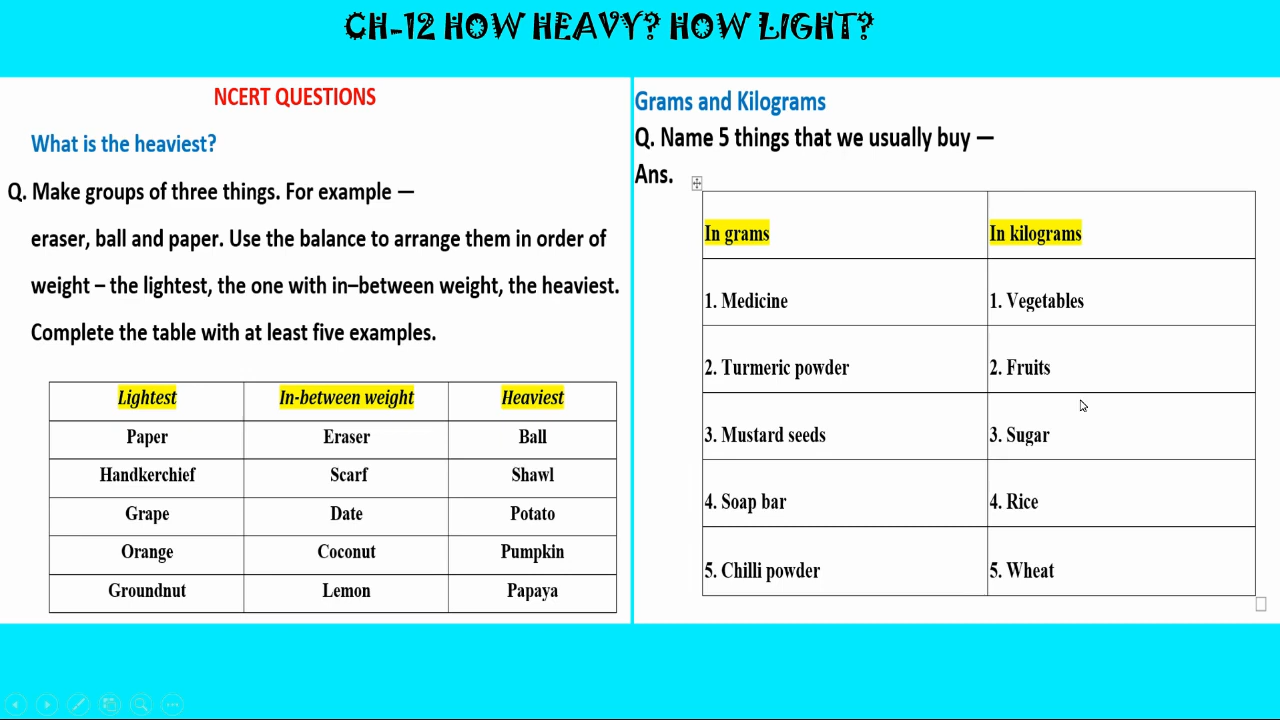 CH-12 HOW HEAVY? HOW LIGHT?
NCERT QUESTIONS
What is the heaviest?
Q. Make groups of three things. For example —
eraser, ball and paper. Use the balance to arrange them in order of
weight – the lightest, the one with in–between weight, the heaviest.
Complete the table with at least five examples.
Lightest In-between weight Heaviest
Paper Eraser Ball
Handkerchief Scarf Shawl
Grape Date Potato
Orange Coconut Pumpkin
Groundnut Lemon Papaya
Grams and Kilograms
Q. Name 5 things that we usually buy —
Ans.
In grams In kilograms
1. Medicine 1. Vegetables
2. Turmeric powder 2. Fruits
3. Mustard seeds 3. Sugar
4. Soap bar 4. Rice
5. Chilli powder 5. Wheat